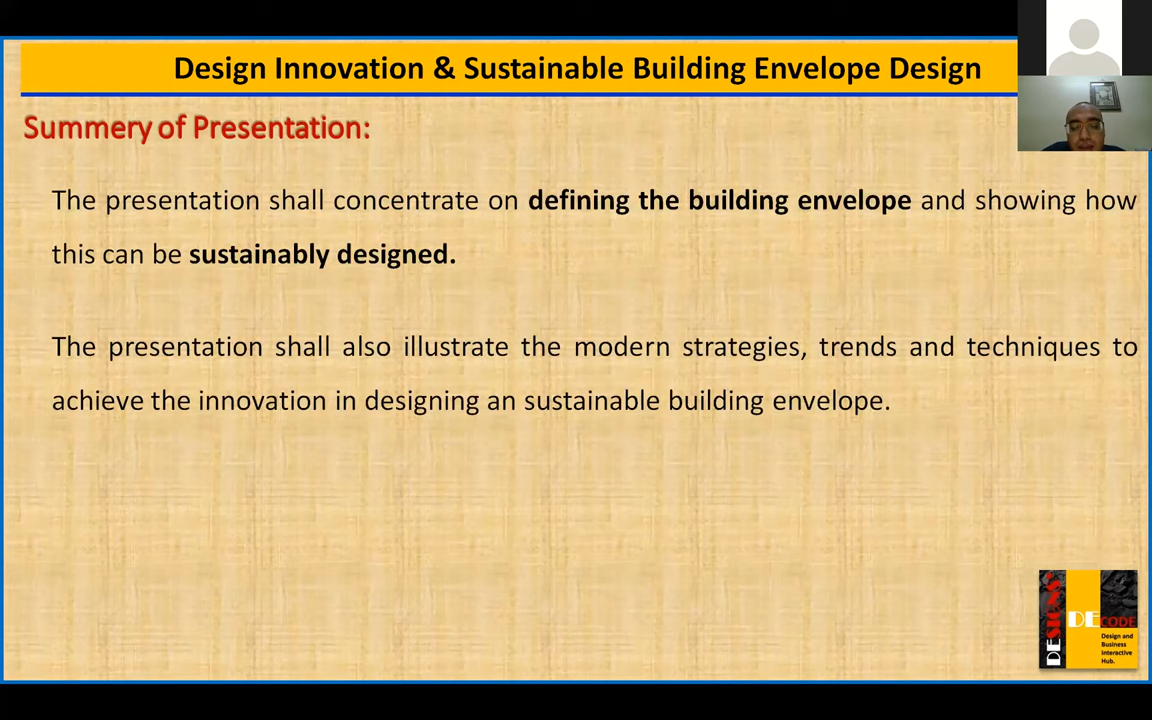 Design Innovation & Sustainable Building Envelope Design
Summery of Presentation:
The presentation shall concentrate on defining the building envelope and showing how
this can be sustainably designed.
The presentation shall also illustrate the modern strategies, trends and techniques to
achieve the innovation in designing an sustainable building envelope.
DESIGNS
DECODE
Design and
Business
Interactive
Hub.